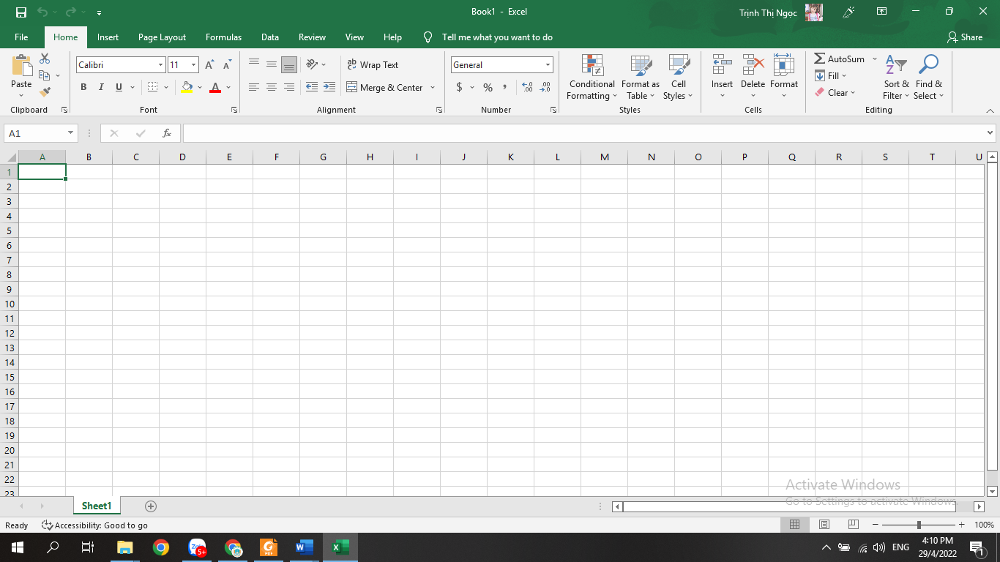 Book1 - Excel
Trịnh Thị Ngọc
File Home Insert Page Layout Formulas Data Review View Help Tell me what you want to do Share
Calibri 11 Wrap Text General AutoSum
Paste B I U Merge & Center $ % , Conditional Formatting Format as Table Cell Styles Insert Delete Format Fill Clear Sort & Filter Find & Select
Clipboard Font Alignment Number Styles Cells Editing
A1 fx
A B C D E F G H I J K L M N O P Q R S T U
1
2
3
4
5
6
7
8
9
10
11
12
13
14
15
16
17
18
19
20
21
22
23
Activate Windows
Go to Settings to activate Windows.
Sheet1
Ready Accessibility: Good to go 100%
Zalo 5+ PDF W X ENG 4:10 PM 1
29/4/2022